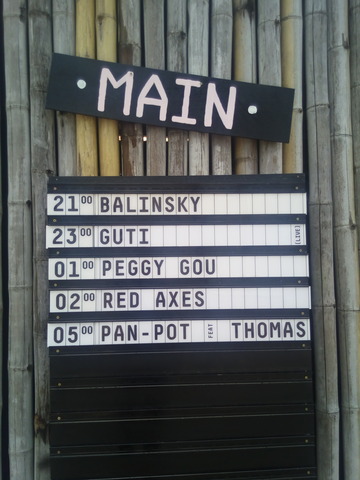 • MAIN •
21⁰⁰ BALINSKY
23⁰⁰ GUTI [LIVE]
01⁰⁰ PEGGY GOU
02⁰⁰ RED AXES
05⁰⁰ PAN-POT FEAT THOMAS